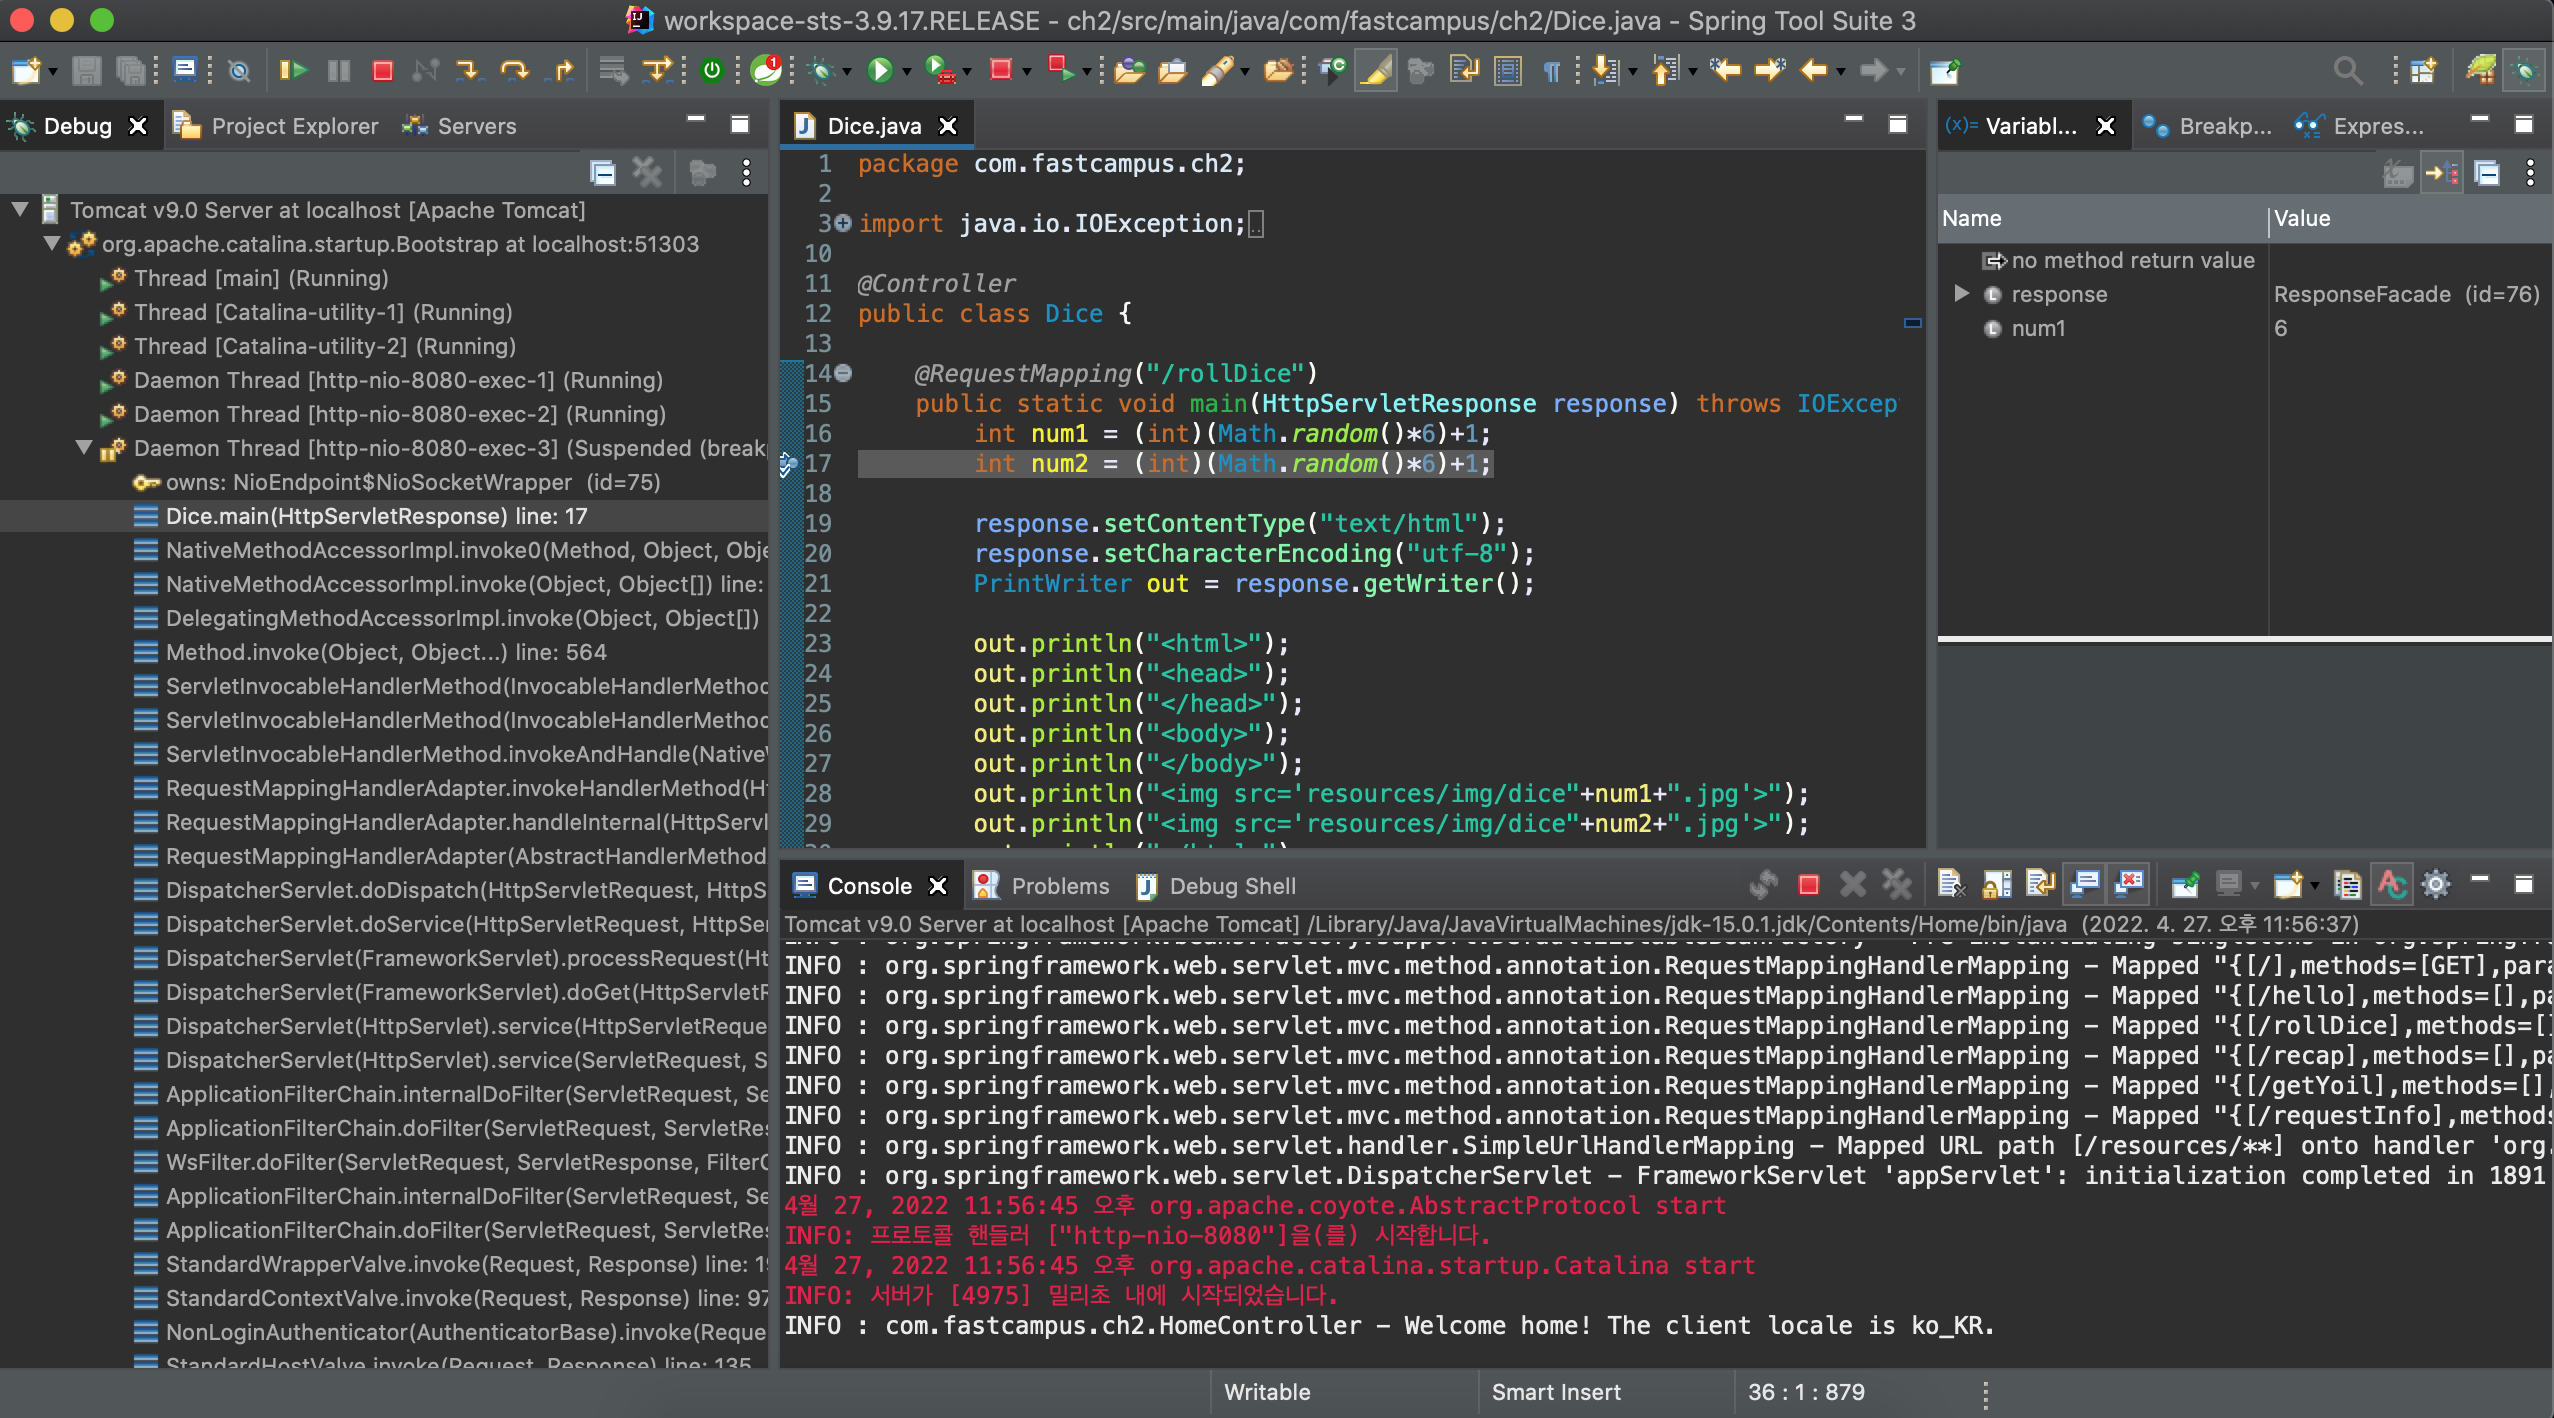 workspace-sts-3.9.17.RELEASE - ch2/src/main/java/com/fastcampus/ch2/Dice.java - Spring Tool Suite 3
Debug
Project Explorer
Servers
Tomcat v9.0 Server at localhost [Apache Tomcat]
org.apache.catalina.startup.Bootstrap at localhost:51303
Thread [main] (Running)
Thread [Catalina-utility-1] (Running)
Thread [Catalina-utility-2] (Running)
Daemon Thread [http-nio-8080-exec-1] (Running)
Daemon Thread [http-nio-8080-exec-2] (Running)
Daemon Thread [http-nio-8080-exec-3] (Suspended (break
owns: NioEndpoint$NioSocketWrapper (id=75)
Dice.main(HttpServletResponse) line: 17
NativeMethodAccessorImpl.invoke0(Method, Object, Obje
NativeMethodAccessorImpl.invoke(Object, Object[]) line:
DelegatingMethodAccessorImpl.invoke(Object, Object[])
Method.invoke(Object, Object...) line: 564
ServletInvocableHandlerMethod(InvocableHandlerMethod
ServletInvocableHandlerMethod(InvocableHandlerMethod
ServletInvocableHandlerMethod.invokeAndHandle(Native
RequestMappingHandlerAdapter.invokeHandlerMethod(Ht
RequestMappingHandlerAdapter.handleInternal(HttpServl
RequestMappingHandlerAdapter(AbstractHandlerMethod
DispatcherServlet.doDispatch(HttpServletRequest, HttpS
DispatcherServlet.doService(HttpServletRequest, HttpSer
DispatcherServlet(FrameworkServlet).processRequest(Ht
DispatcherServlet(FrameworkServlet).doGet(HttpServletR
DispatcherServlet(HttpServlet).service(HttpServletReque
DispatcherServlet(HttpServlet).service(ServletRequest, S
ApplicationFilterChain.internalDoFilter(ServletRequest, Se
ApplicationFilterChain.doFilter(ServletRequest, ServletRes
WsFilter.doFilter(ServletRequest, ServletResponse, FilterC
ApplicationFilterChain.internalDoFilter(ServletRequest, Se
ApplicationFilterChain.doFilter(ServletRequest, ServletRes
StandardWrapperValve.invoke(Request, Response) line: 19
StandardContextValve.invoke(Request, Response) line: 97
NonLoginAuthenticator(AuthenticatorBase).invoke(Reque
StandardHostValve.invoke(Request, Response) line: 135
Dice.java
1 package com.fastcampus.ch2;
2
3 import java.io.IOException;
10
11 @Controller
12 public class Dice {
13
14 @RequestMapping("/rollDice")
15 public static void main(HttpServletResponse response) throws IOExcep
16 int num1 = (int)(Math.random()*6)+1;
17 int num2 = (int)(Math.random()*6)+1;
18
19 response.setContentType("text/html");
20 response.setCharacterEncoding("utf-8");
21 PrintWriter out = response.getWriter();
22
23 out.println("<html>");
24 out.println("<head>");
25 out.println("</head>");
26 out.println("<body>");
27 out.println("</body>");
28 out.println("<img src='resources/img/dice"+num1+".jpg'>");
29 out.println("<img src='resources/img/dice"+num2+".jpg'>");
Variabl...
Breakp...
Expres...
Name Value
no method return value
response ResponseFacade (id=76)
num1 6
Console
Problems
Debug Shell
Tomcat v9.0 Server at localhost [Apache Tomcat] /Library/Java/JavaVirtualMachines/jdk-15.0.1.jdk/Contents/Home/bin/java (2022. 4. 27. 오후 11:56:37)
INFO : org.springframework.web.servlet.mvc.method.annotation.RequestMappingHandlerMapping - Mapped "{[/],methods=[GET],para
INFO : org.springframework.web.servlet.mvc.method.annotation.RequestMappingHandlerMapping - Mapped "{[/hello],methods=[],pa
INFO : org.springframework.web.servlet.mvc.method.annotation.RequestMappingHandlerMapping - Mapped "{[/rollDice],methods=[]
INFO : org.springframework.web.servlet.mvc.method.annotation.RequestMappingHandlerMapping - Mapped "{[/recap],methods=[],pa
INFO : org.springframework.web.servlet.mvc.method.annotation.RequestMappingHandlerMapping - Mapped "{[/getYoil],methods=[],
INFO : org.springframework.web.servlet.mvc.method.annotation.RequestMappingHandlerMapping - Mapped "{[/requestInfo],methods
INFO : org.springframework.web.servlet.handler.SimpleUrlHandlerMapping - Mapped URL path [/resources/**] onto handler 'org.
INFO : org.springframework.web.servlet.DispatcherServlet - FrameworkServlet 'appServlet': initialization completed in 1891
4월 27, 2022 11:56:45 오후 org.apache.coyote.AbstractProtocol start
INFO: 프로토콜 핸들러 ["http-nio-8080"]을(를) 시작합니다.
4월 27, 2022 11:56:45 오후 org.apache.catalina.startup.Catalina start
INFO: 서버가 [4975] 밀리초 내에 시작되었습니다.
INFO : com.fastcampus.ch2.HomeController - Welcome home! The client locale is ko_KR.
Writable
Smart Insert
36 : 1 : 879